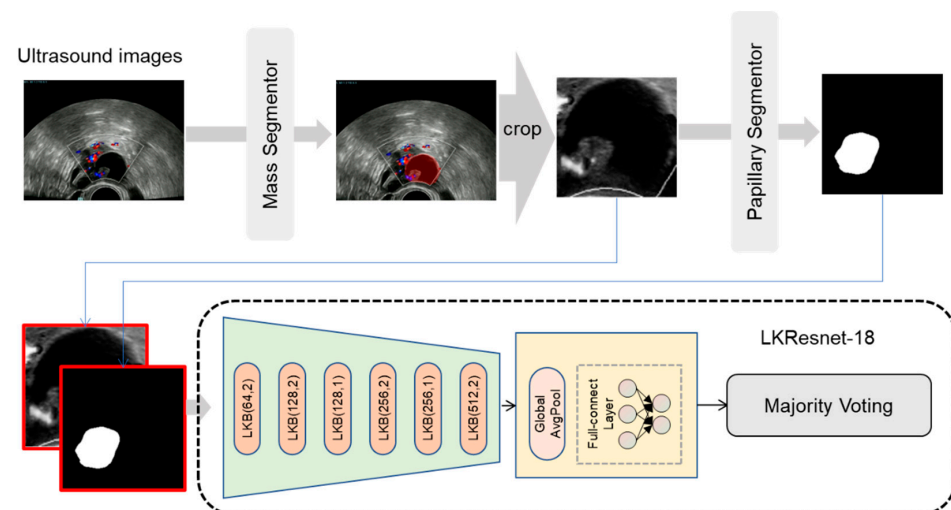 Ultrasound images
Mass Segmentor
crop
Papillary Segmentor
LKResnet-18
LKB(64,2)
LKB(128,2)
LKB(128,1)
LKB(256,2)
LKB(256,1)
LKB(512,2)
Global
AvgPool
Full-connect
Layer
Majority Voting